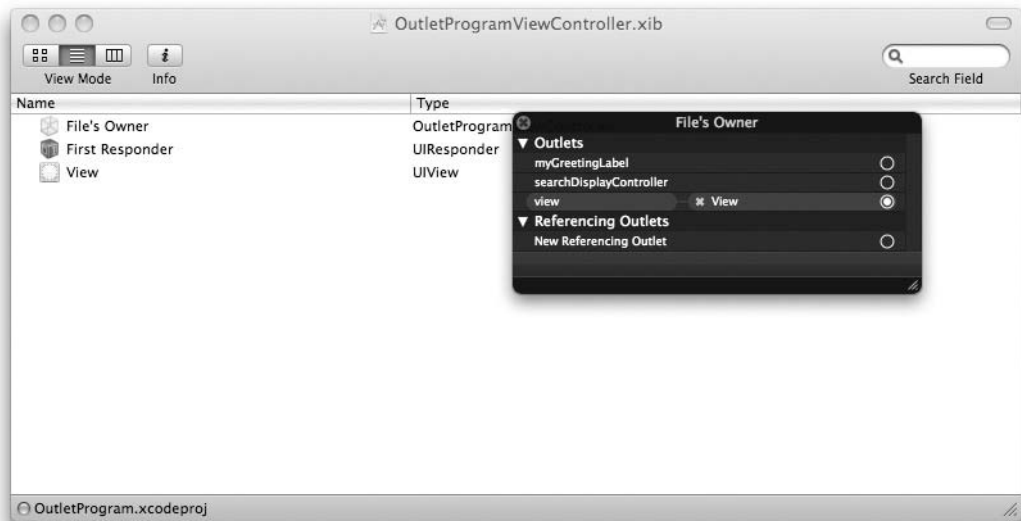 OutletProgramViewController.xib
View Mode Info Search Field
Name Type
File's Owner OutletProgram
First Responder UIResponder
View UIView
File's Owner
Outlets
myGreetingLabel
searchDisplayController
view View
Referencing Outlets
New Referencing Outlet
OutletProgram.xcodeproj